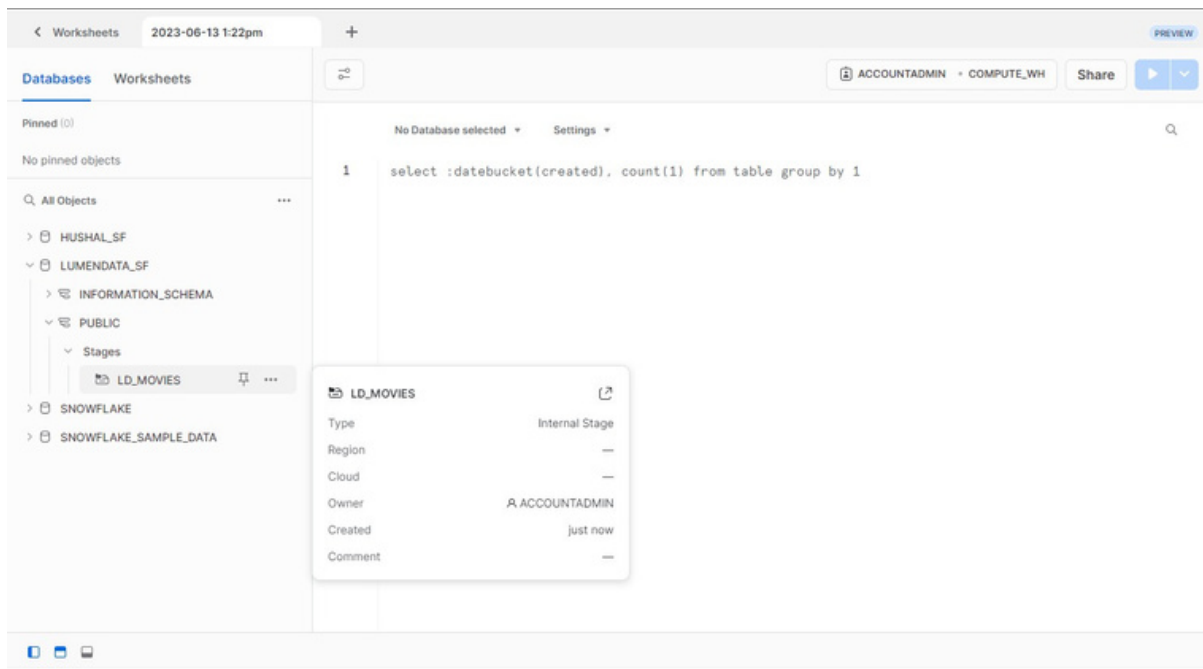 Worksheets 2023-06-13 1:22pm + PREVIEW
Databases Worksheets
ACCOUNTADMIN • COMPUTE_WH Share
Pinned (0)
No pinned objects
No Database selected Settings
1 select :datebucket(created), count(1) from table group by 1
All Objects ...
HUSHAL_SF
LUMENDATA_SF
INFORMATION_SCHEMA
PUBLIC
Stages
LD_MOVIES ...
SNOWFLAKE
SNOWFLAKE_SAMPLE_DATA
LD_MOVIES
Type Internal Stage
Region —
Cloud —
Owner ACCOUNTADMIN
Created just now
Comment —